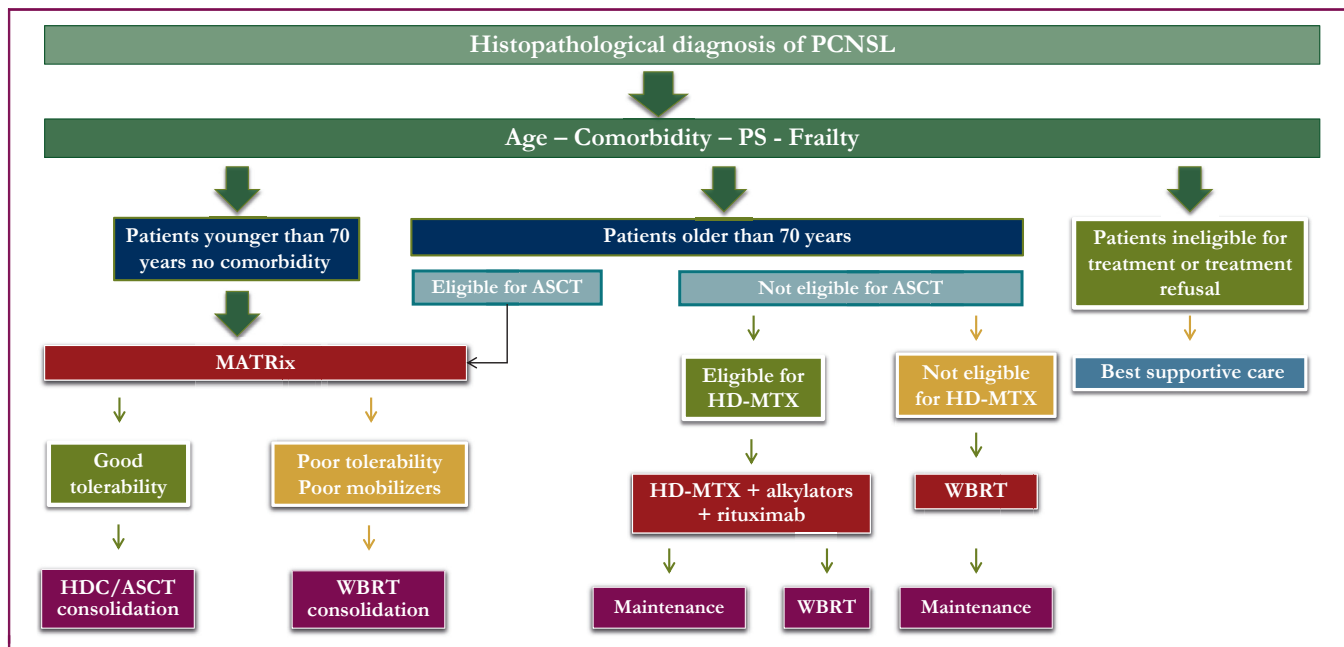 Histopathological diagnosis of PCNSL
Age – Comorbidity – PS - Frailty
Patients younger than 70
years no comorbidity
Patients older than 70 years
Patients ineligible for
treatment or treatment
refusal
Eligible for ASCT
Not eligible for ASCT
MATRix
Eligible for
HD-MTX
Not eligible
for HD-MTX
Best supportive care
Good
tolerability
Poor tolerability
Poor mobilizers
HD-MTX + alkylators
+ rituximab
WBRT
HDC/ASCT
consolidation
WBRT
consolidation
Maintenance
WBRT
Maintenance